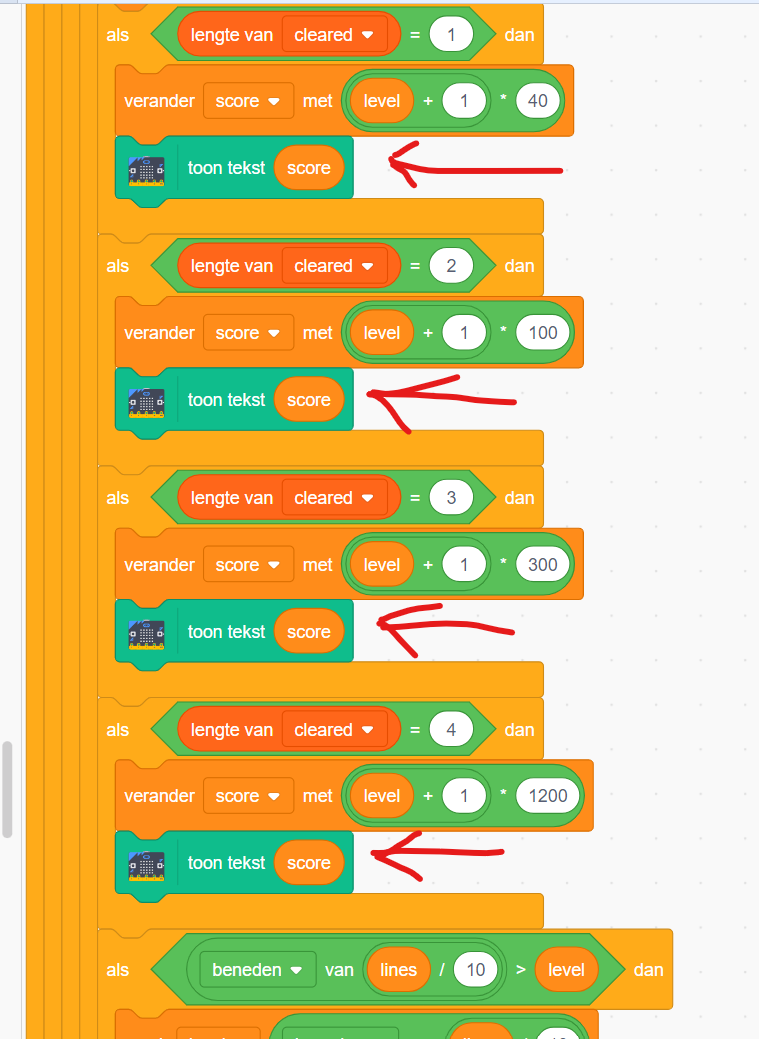 als lengte van cleared = 1 dan
verander score met level + 1 * 40
toon tekst score
als lengte van cleared = 2 dan
verander score met level + 1 * 100
toon tekst score
als lengte van cleared = 3 dan
verander score met level + 1 * 300
toon tekst score
als lengte van cleared = 4 dan
verander score met level + 1 * 1200
toon tekst score
als beneden van lines / 10 > level dan